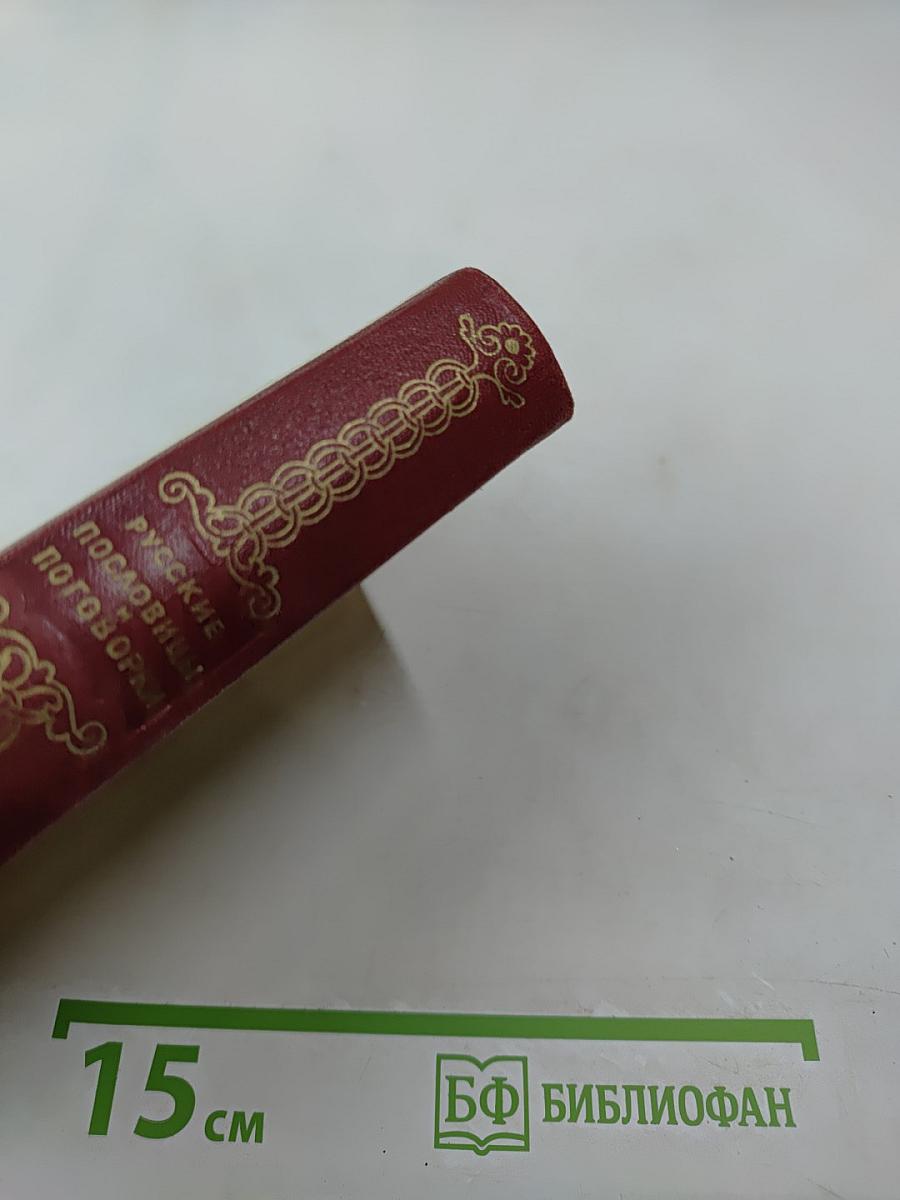 РУССКИЕ
ПОСЛОВИЦЫ
И
ПОГОВОРКИ
15 см
БФ БИБЛИОФАН